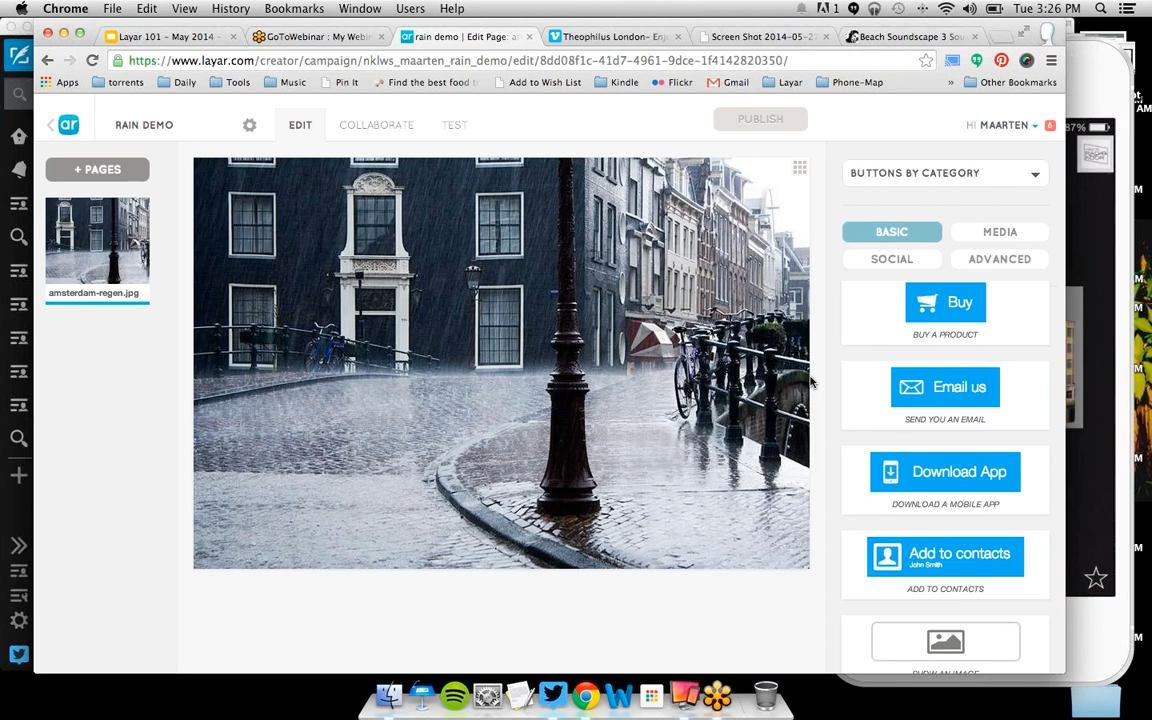 Chrome File Edit View History Bookmarks Window Users Help
1 Tue 3:26 PM
Layar 101 - May 2014 -
GoToWebinar : My Webi
rain demo | Edit Page: a
Theophilus London- Enj
Screen Shot 2014-05-2
Beach Soundscape 3 Sou
https://www.layar.com/creator/campaign/nklws_maarten_rain_demo/edit/8dd08f1c-41d7-4961-9dce-1f4142820350/
Apps torrents Daily Tools Music Pin It Find the best food t Add to Wish List Kindle Flickr Gmail Layar Phone-Map » Other Bookmarks
ar RAIN DEMO EDIT COLLABORATE TEST PUBLISH HI MAARTEN
87%
+ PAGES
amsterdam-regen.jpg
BUTTONS BY CATEGORY
BASIC MEDIA
SOCIAL ADVANCED
Buy
BUY A PRODUCT
Email us
SEND YOU AN EMAIL
Download App
DOWNLOAD A MOBILE APP
Add to contacts
John Smith
ADD TO CONTACTS
AM
M
M
M
M
M
M